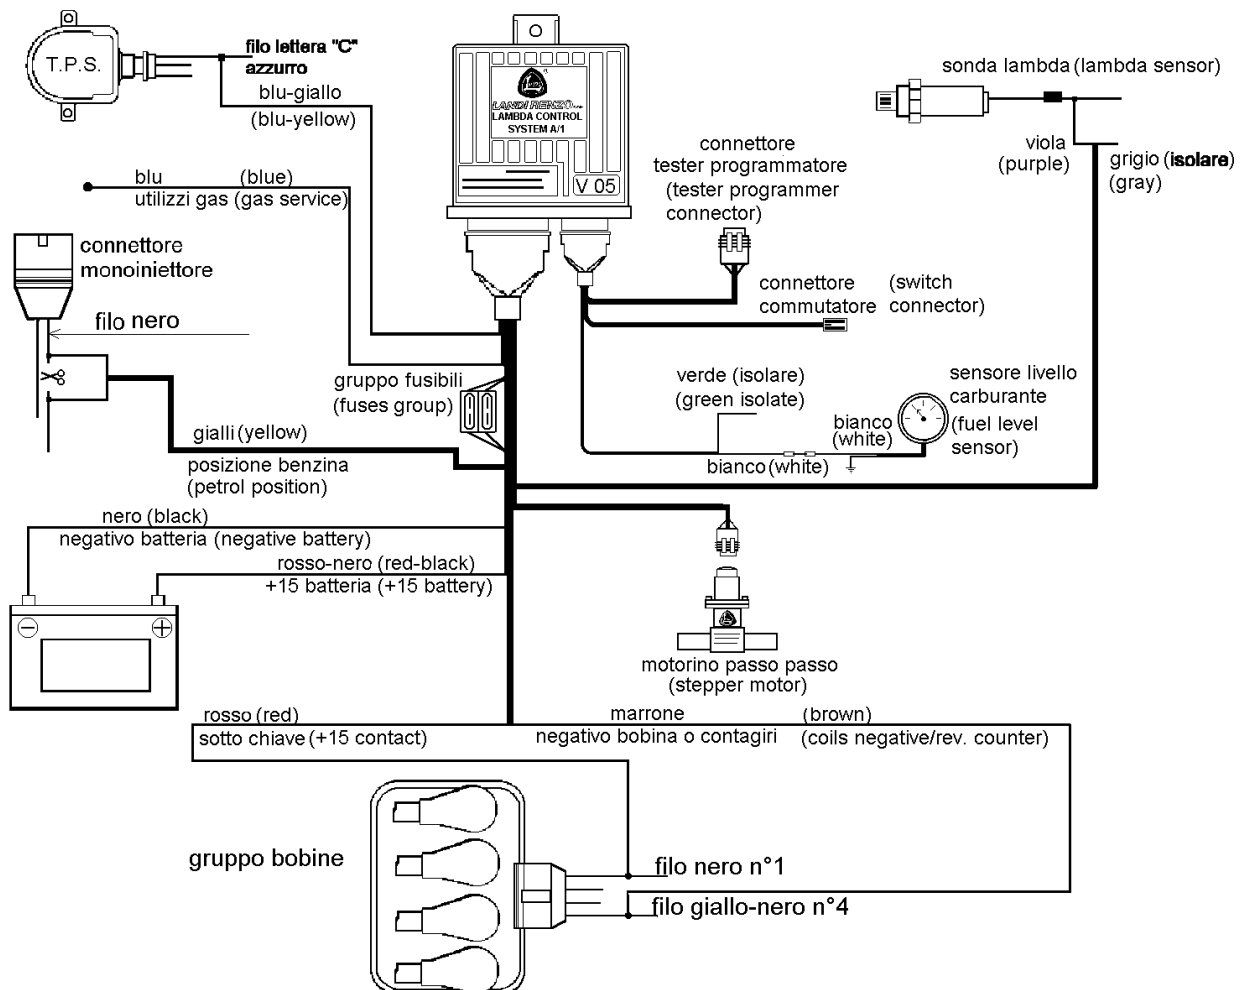 T.P.S.
filo lettera "C"
azzurro
blu-giallo
(blu-yellow)
blu (blue)
utilizzi gas (gas service)
connettore
monoiniettore
filo nero
LANDI RENZO
LAMBDA CONTROL
SYSTEM A/1
V 05
connettore
tester programmatore
(tester programmer
connector)
connettore (switch
commutatore connector)
sonda lambda (lambda sensor)
viola
(purple)
grigio (isolare)
(gray)
gruppo fusibili
(fuses group)
verde (isolare)
(green isolate)
bianco (white)
bianco
(white)
sensore livello
carburante
(fuel level
sensor)
gialli (yellow)
posizione benzina
(petrol position)
nero (black)
negativo batteria (negative battery)
rosso-nero (red-black)
+15 batteria (+15 battery)
− +
motorino passo passo
(stepper motor)
rosso (red)
sotto chiave (+15 contact)
marrone (brown)
negativo bobina o contagiri (coils negative/rev. counter)
gruppo bobine
filo nero n°1
filo giallo-nero n°4